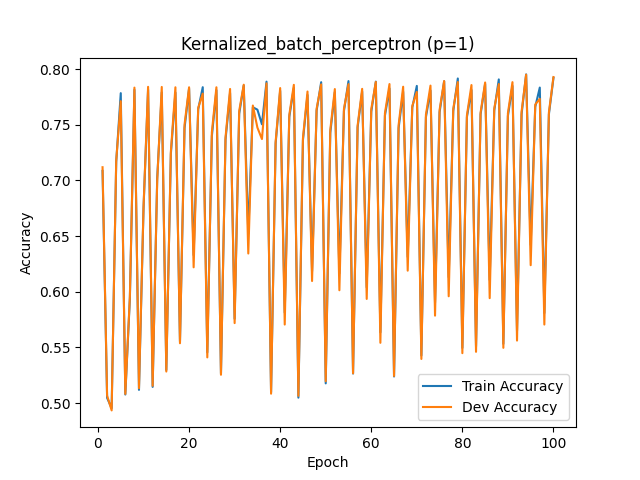 Kernalized_batch_perceptron (p=1)
0.80
0.75
0.70
0.65
0.60
0.55
0.50
Accuracy
Train Accuracy
Dev Accuracy
0 20 40 60 80 100
Epoch